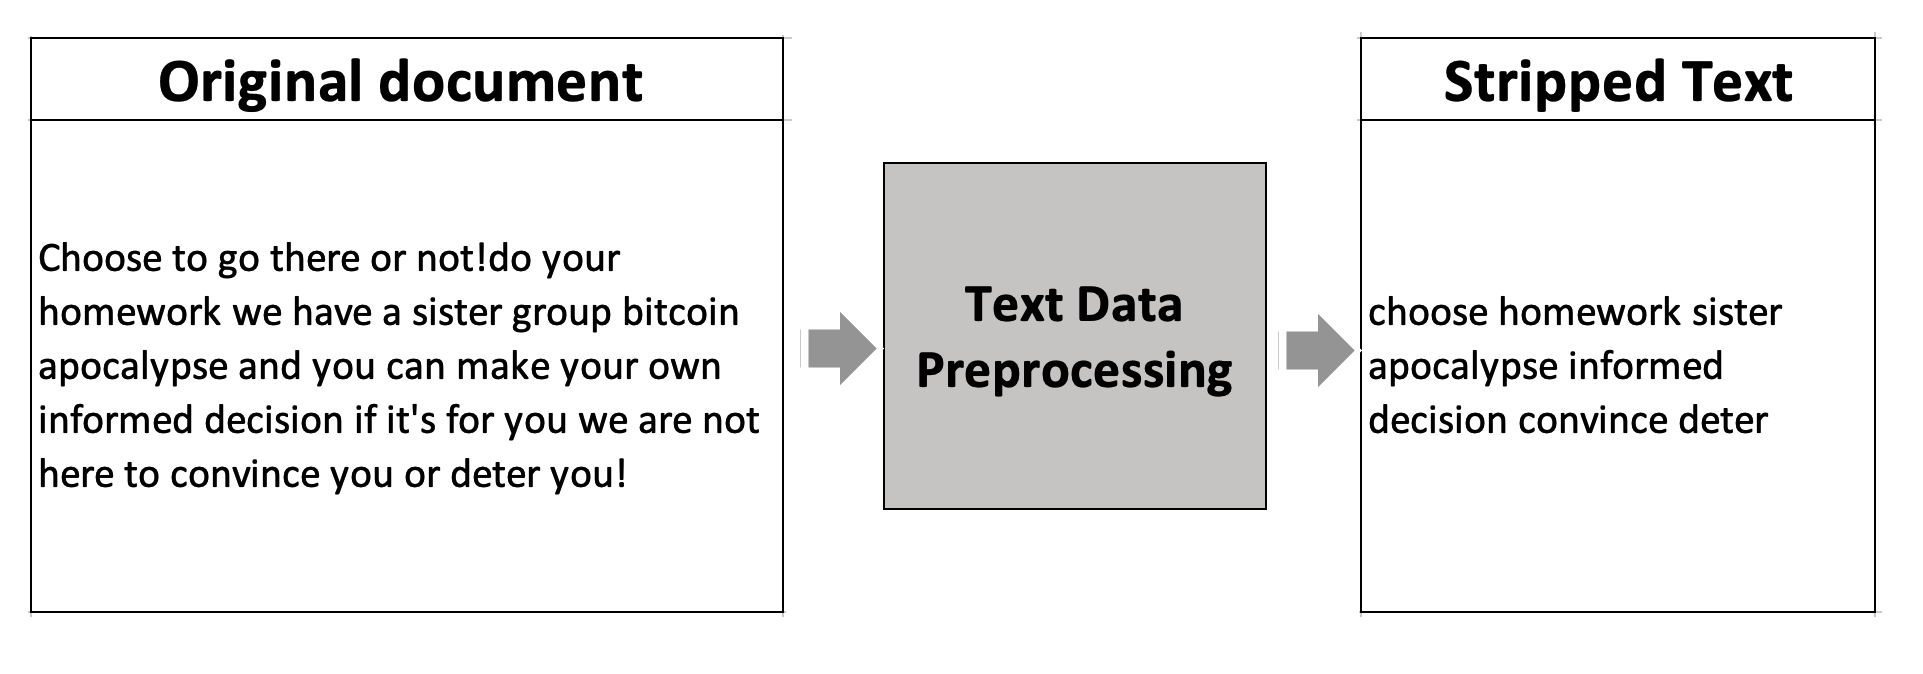 Original document
Choose to go there or not!do your
homework we have a sister group bitcoin
apocalypse and you can make your own
informed decision if it's for you we are not
here to convince you or deter you!
Text Data
Preprocessing
Stripped Text
choose homework sister
apocalypse informed
decision convince deter